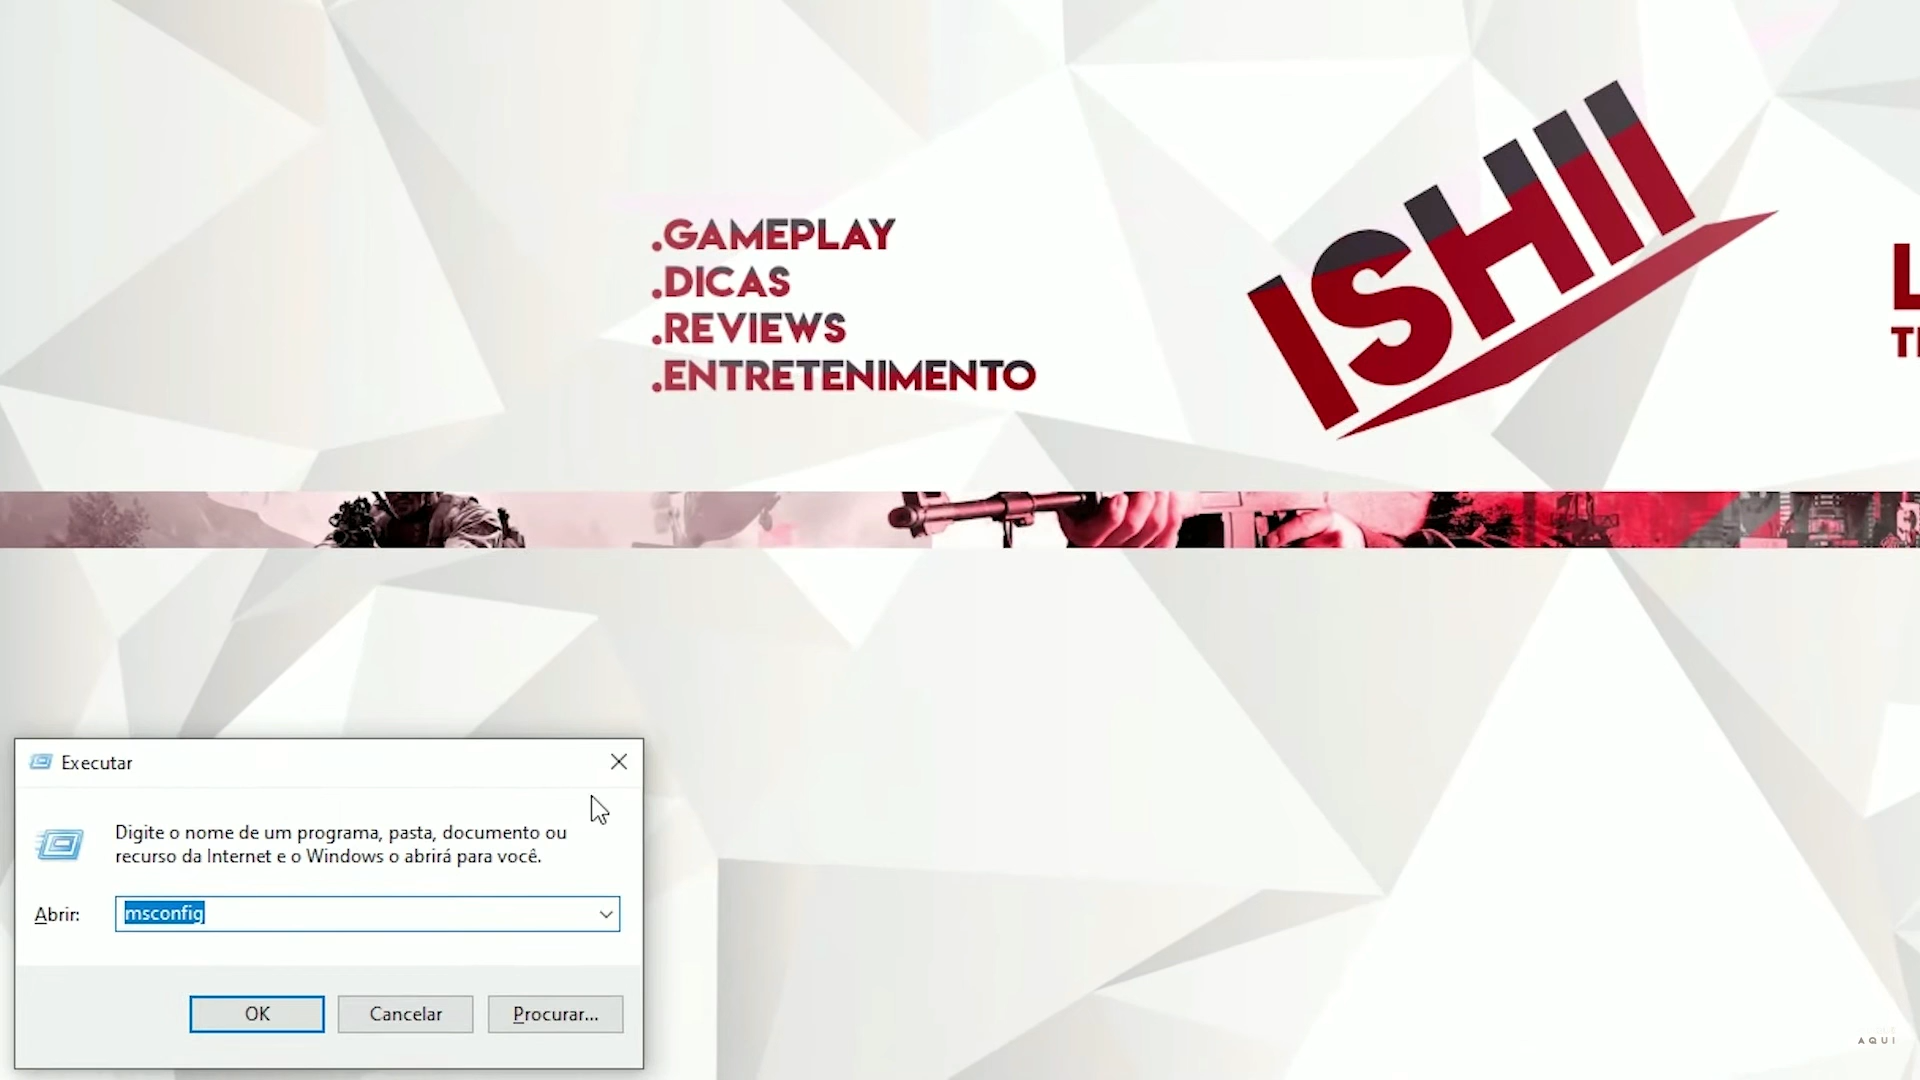 .GAMEPLAY
.DICAS
.REVIEWS
.ENTRETENIMENTO
ISHII
Executar
Digite o nome de um programa, pasta, documento ou
recurso da Internet e o Windows o abrirá para você.
Abrir:
msconfig
OK
Cancelar
Procurar...
AQUI